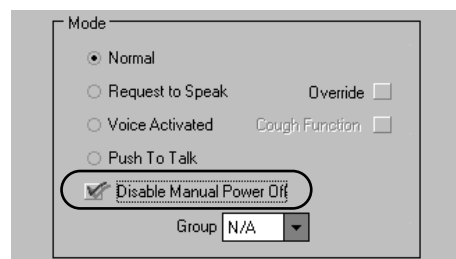 Mode
Normal
Request to Speak Override
Voice Activated Cough Function
Push To Talk
Disable Manual Power Off
Group N/A